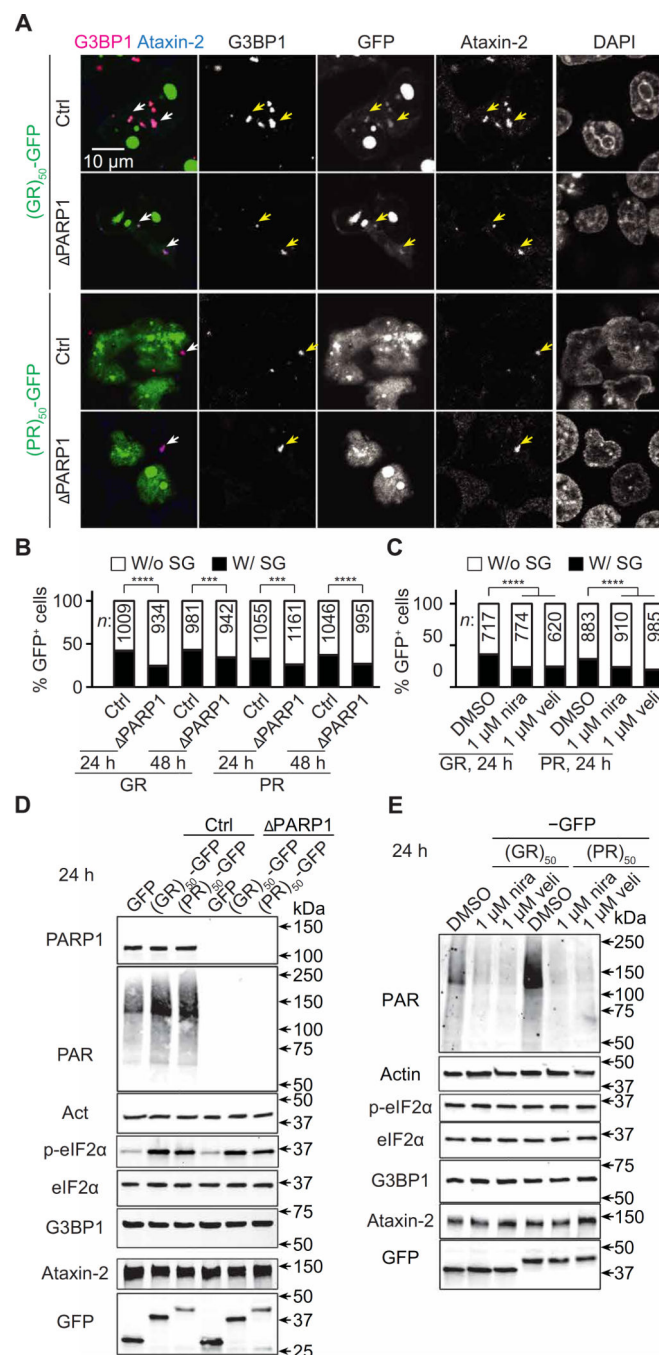 A
G3BP1 Ataxin-2 G3BP1 GFP Ataxin-2 DAPI
(GR)50-GFP
Ctrl
10 μm
ΔPARP1
(PR)50-GFP
Ctrl
ΔPARP1
B
W/o SG W/ SG
**** *** *** ****
% GFP+ cells
100
50
0
n: 1009 934 981 942 1055 1161 1046 995
Ctrl ΔPARP1 Ctrl ΔPARP1 Ctrl ΔPARP1 Ctrl ΔPARP1
24 h 48 h 24 h 48 h
GR PR
C
W/o SG W/ SG
**** ****
% GFP+ cells
100
50
0
n: 717 774 620 883 910 985
DMSO 1 μM nira 1 μM veli DMSO 1 μM nira 1 μM veli
GR, 24 h PR, 24 h
D
Ctrl ΔPARP1
24 h
GFP (GR)50-GFP (PR)50-GFP GFP (GR)50-GFP (PR)50-GFP
kDa
PARP1
150
100
PAR
250
150
100
75
50
Act
50
37
p-eIF2α
37
eIF2α
37
G3BP1
75
50
Ataxin-2
150
GFP
50
37
25
E
–GFP
24 h
(GR)50 (PR)50
DMSO 1 μM nira 1 μM veli DMSO 1 μM nira 1 μM veli
kDa
PAR
250
150
100
75
50
Actin
50
37
p-eIF2α
37
eIF2α
37
G3BP1
75
50
Ataxin-2
150
GFP
50
37